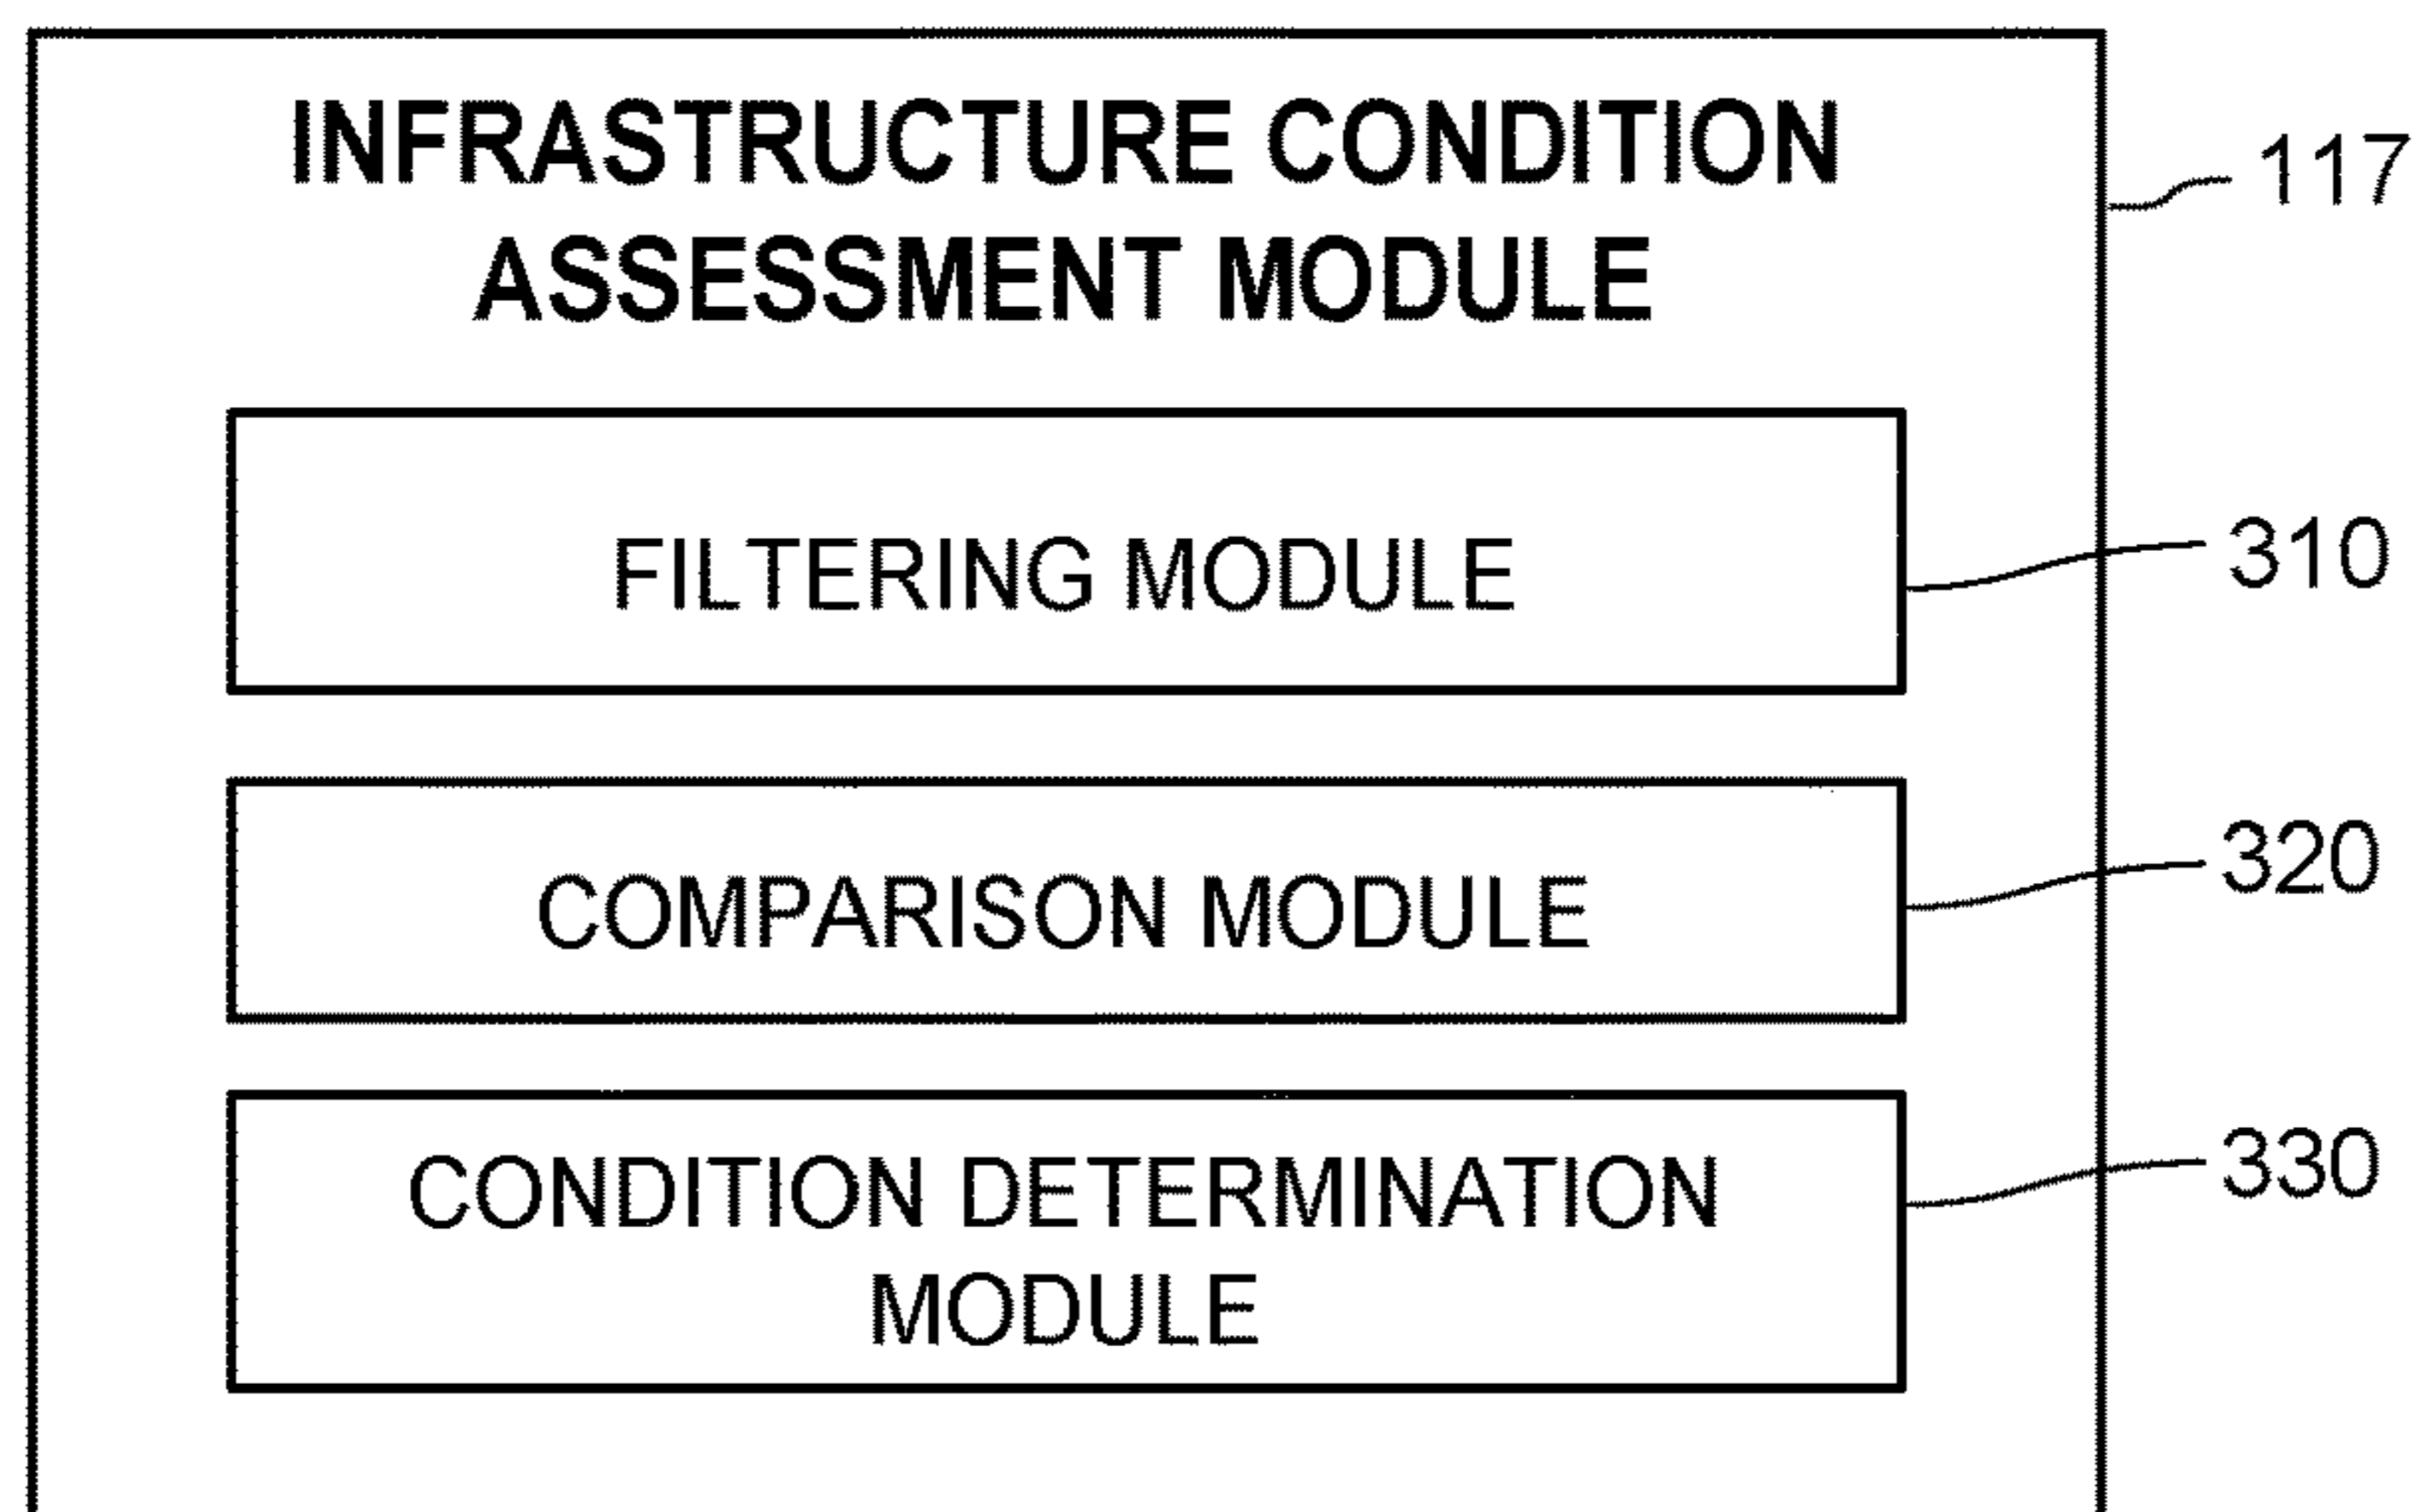 INFRASTRUCTURE CONDITION
ASSESSMENT MODULE
117
FILTERING MODULE
310
COMPARISON MODULE
320
CONDITION DETERMINATION
MODULE
330